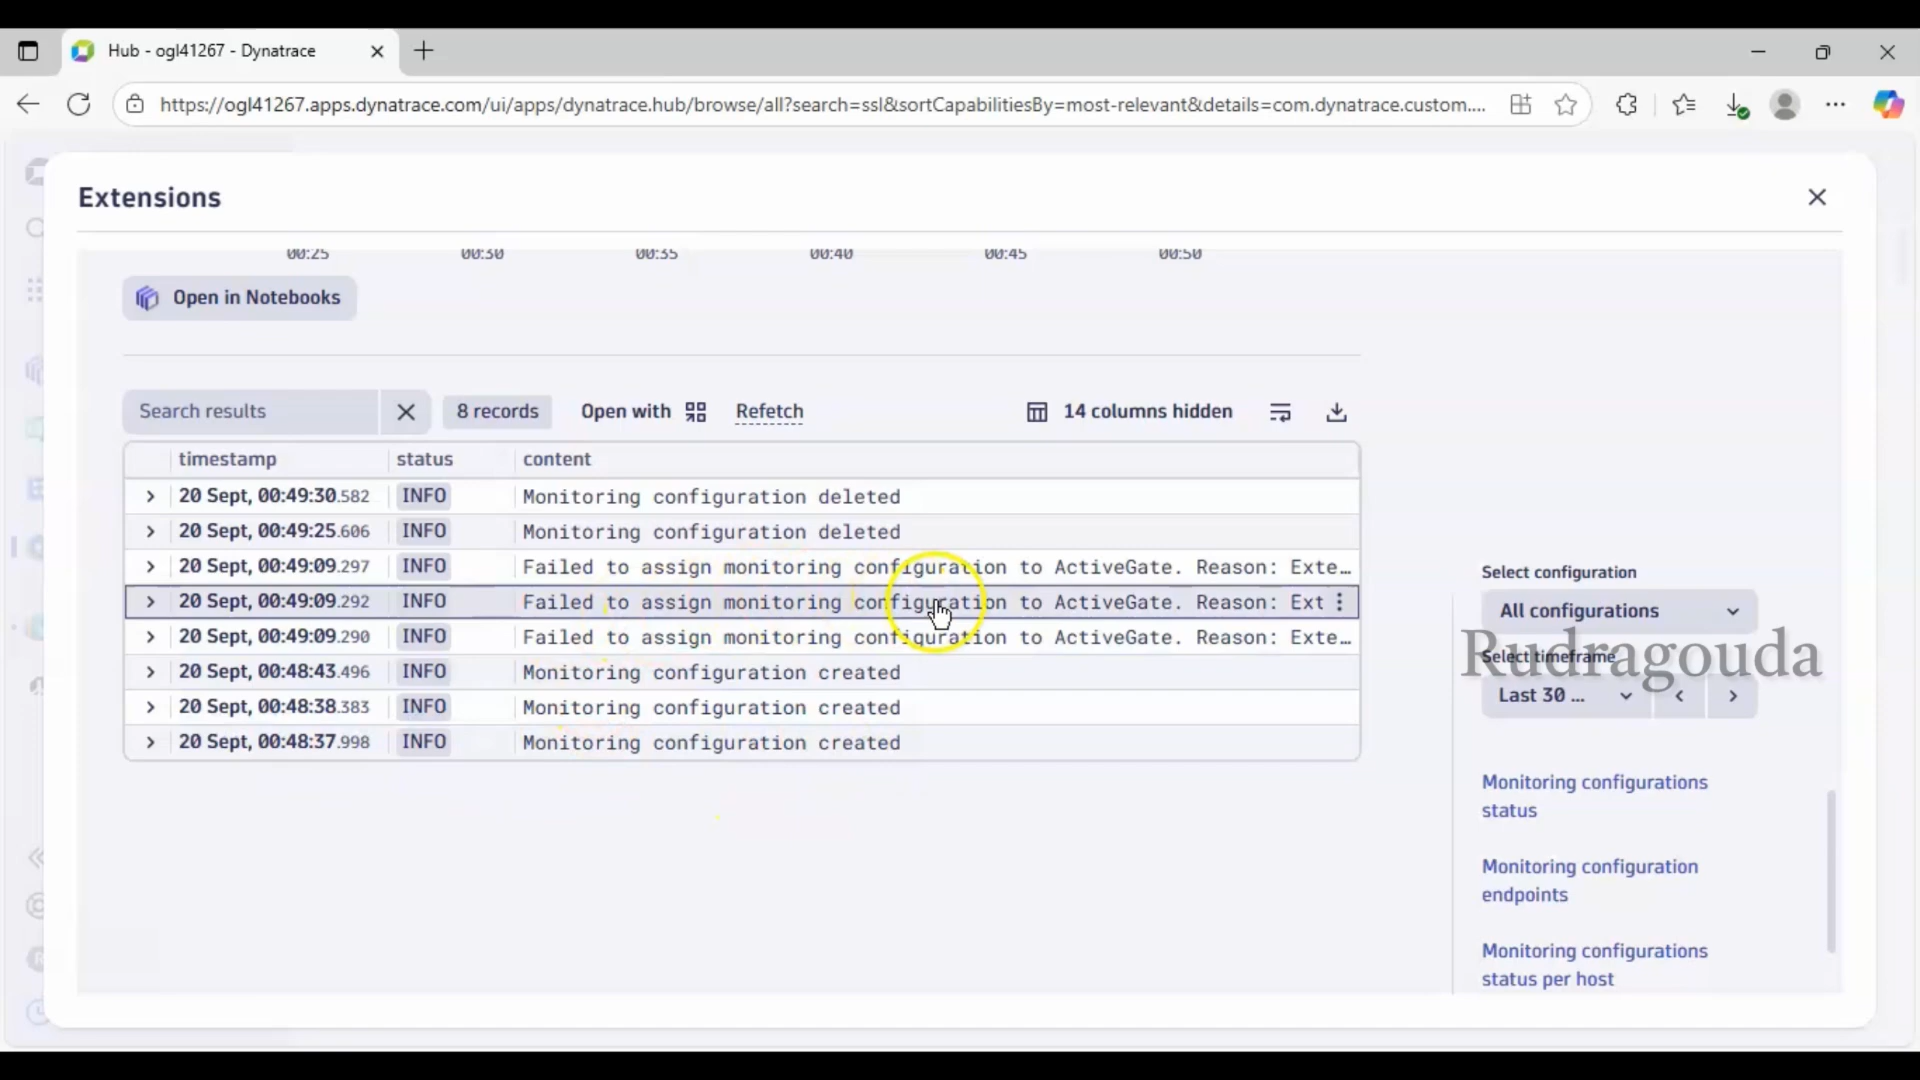 Hub - ogl41267 - Dynatrace
https://ogl41267.apps.dynatrace.com/ui/apps/dynatrace.hub/browse/all?search=ssl&sortCapabilitiesBy=most-relevant&details=com.dynatrace.custom....
Extensions
00:25 00:30 00:35 00:40 00:45 00:50
Open in Notebooks
Search results 8 records Open with Refetch 14 columns hidden
timestamp status content
20 Sept, 00:49:30.582 INFO Monitoring configuration deleted
20 Sept, 00:49:25.606 INFO Monitoring configuration deleted
20 Sept, 00:49:09.297 INFO Failed to assign monitoring configuration to ActiveGate. Reason: Exte...
20 Sept, 00:49:09.292 INFO Failed to assign monitoring configuration to ActiveGate. Reason: Ext
20 Sept, 00:49:09.290 INFO Failed to assign monitoring configuration to ActiveGate. Reason: Exte...
20 Sept, 00:48:43.496 INFO Monitoring configuration created
20 Sept, 00:48:38.383 INFO Monitoring configuration created
20 Sept, 00:48:37.998 INFO Monitoring configuration created
Select configuration
All configurations
Rudragouda
Select timeframe
Last 30 ...
Monitoring configurations
status
Monitoring configuration
endpoints
Monitoring configurations
status per host